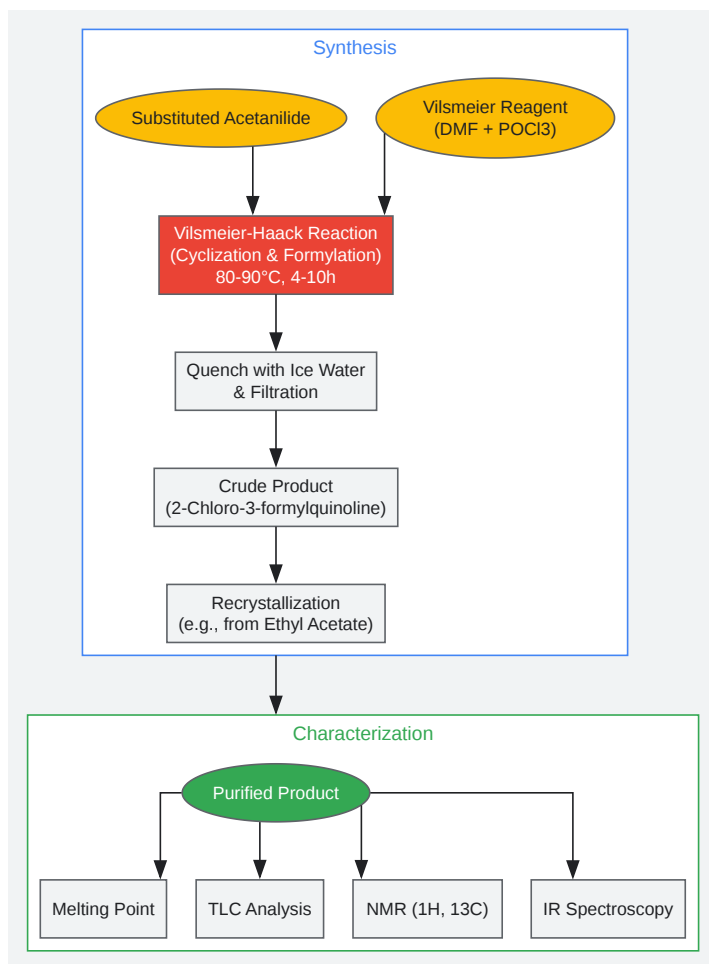 Synthesis
Substituted Acetanilide
Vilsmeier Reagent
(DMF + POCl3)
Vilsmeier-Haack Reaction
(Cyclization & Formylation)
80-90°C, 4-10h
Quench with Ice Water
& Filtration
Crude Product
(2-Chloro-3-formylquinoline)
Recrystallization
(e.g., from Ethyl Acetate)
Characterization
Purified Product
Melting Point
TLC Analysis
NMR (1H, 13C)
IR Spectroscopy